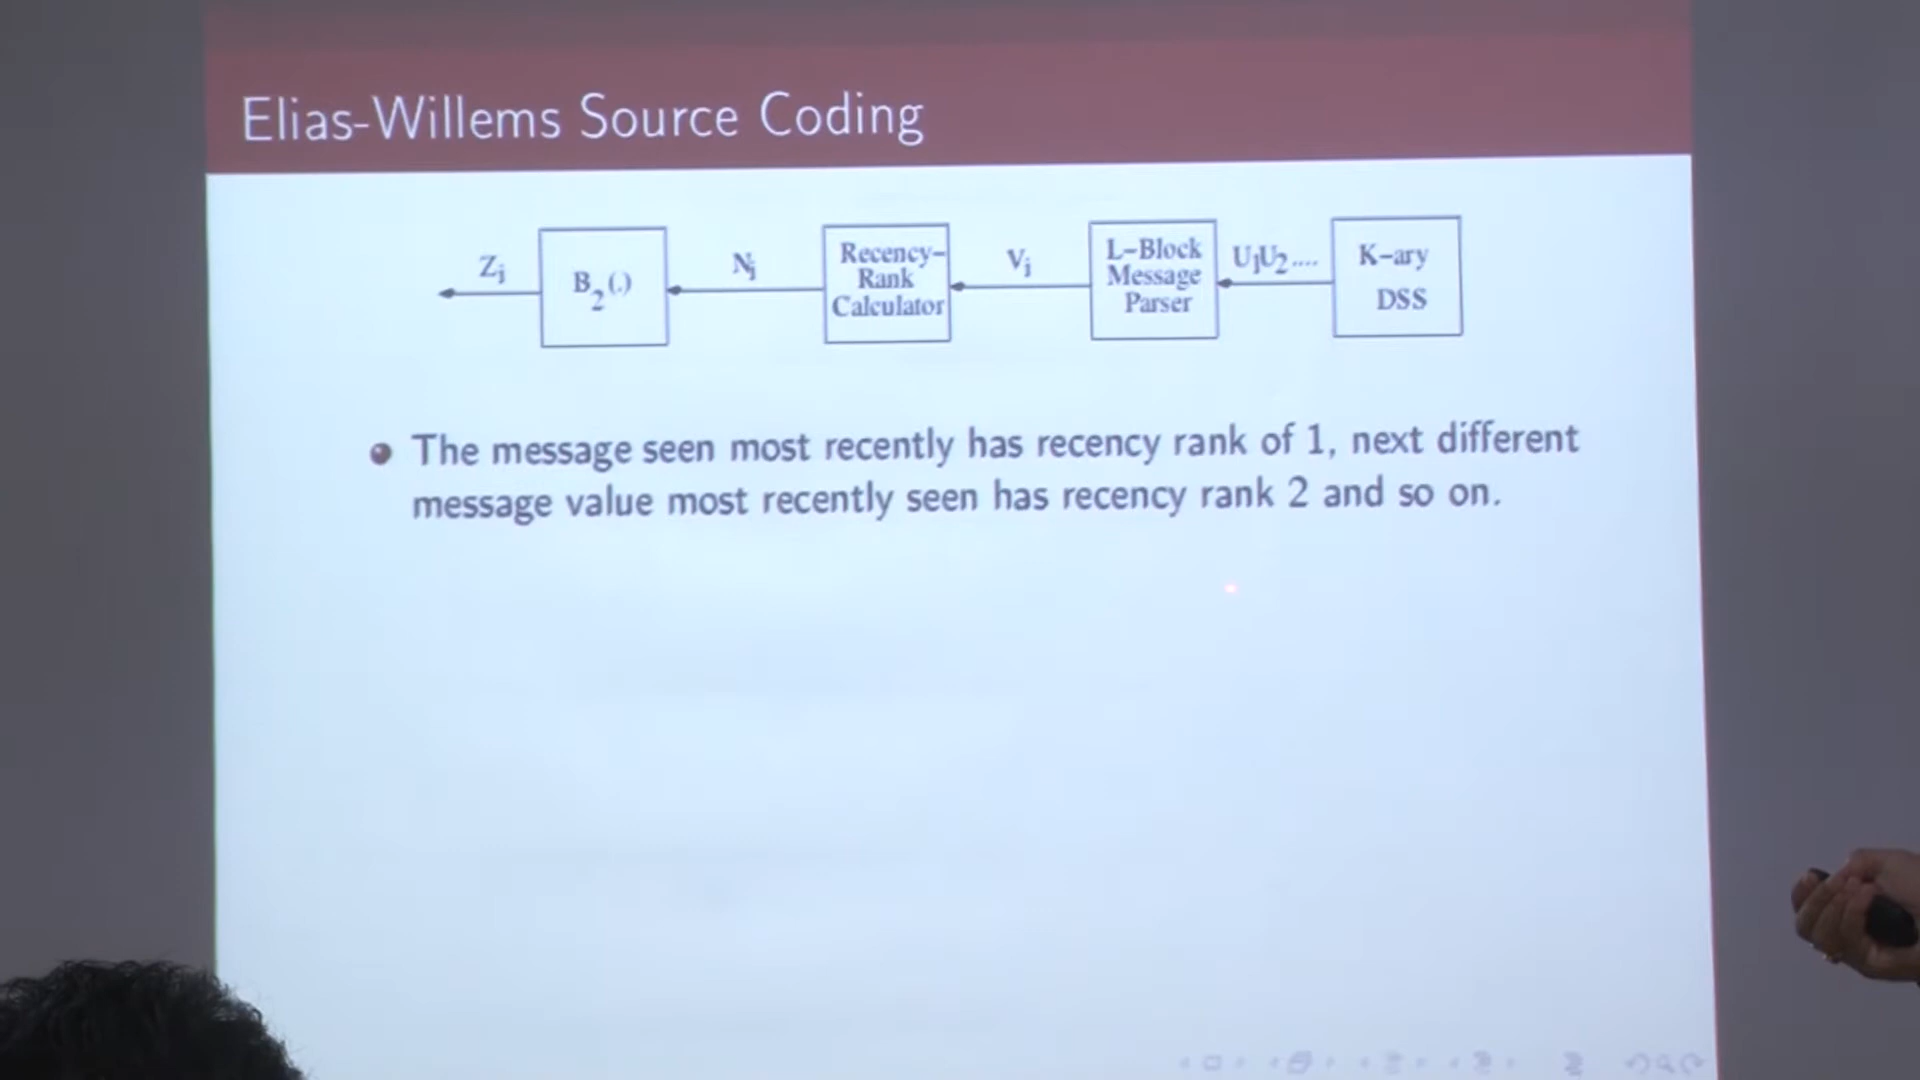 Elias-Willems Source Coding
Z_j
B_2(.)
N_j
Recency-
Rank
Calculator
V_j
L-Block
Message
Parser
U_1U_2....
K-ary
DSS
The message seen most recently has recency rank of 1, next different
message value most recently seen has recency rank 2 and so on.